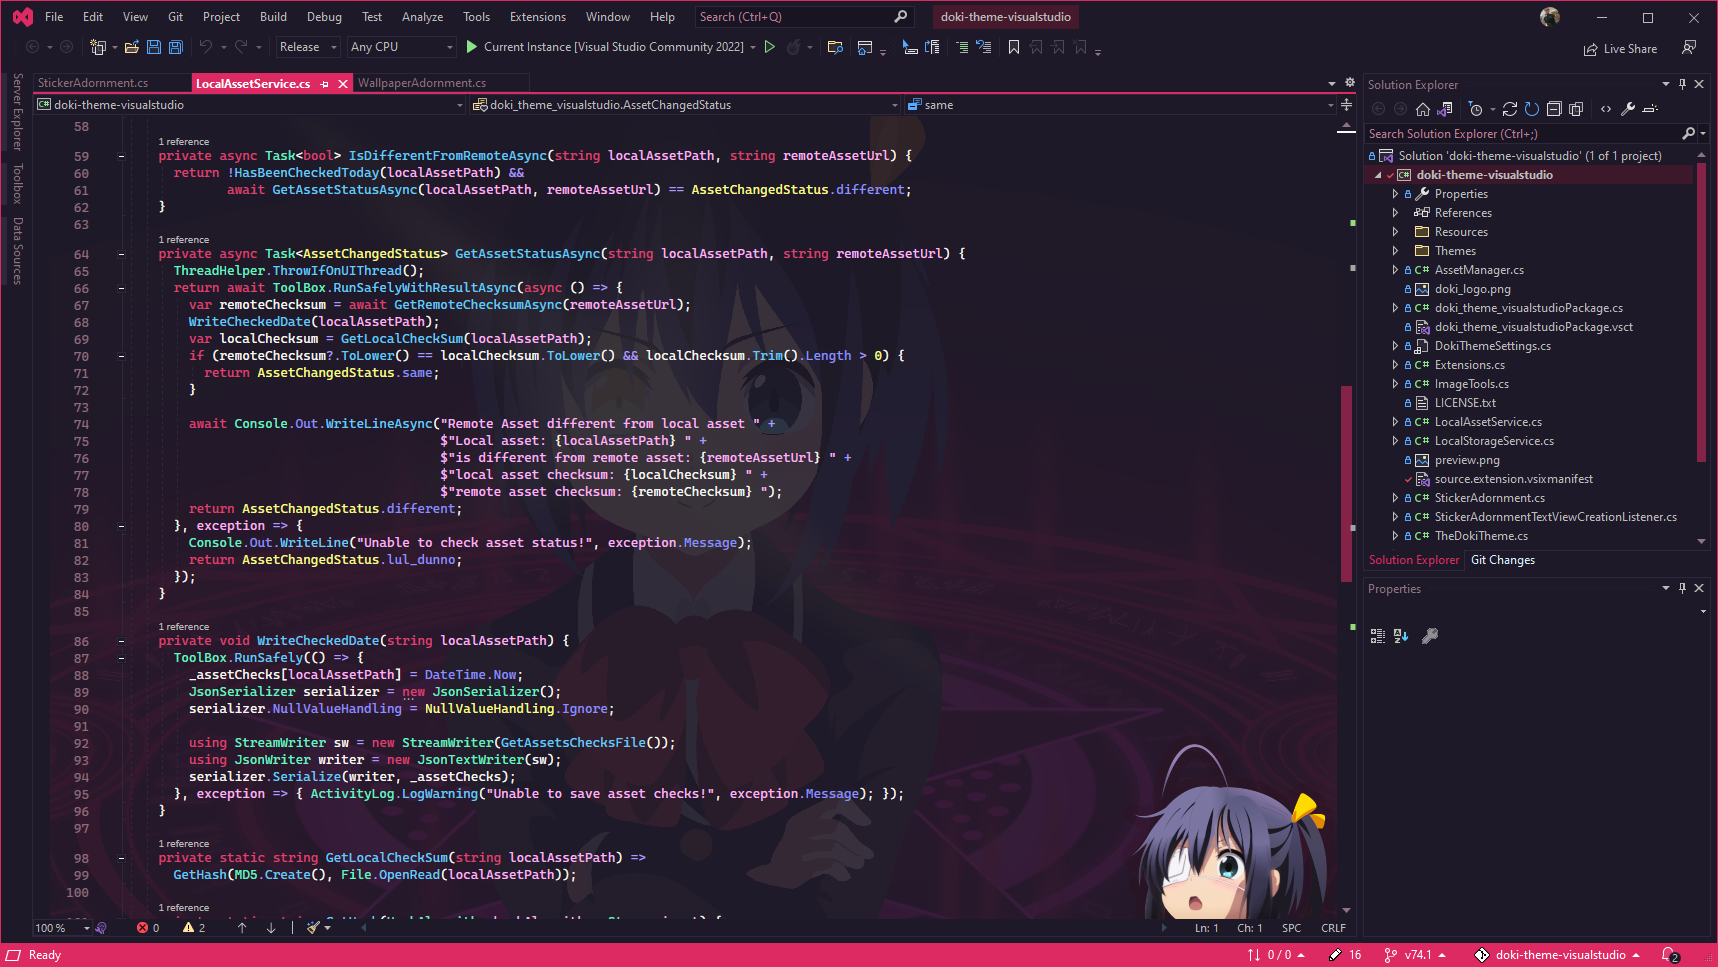 File Edit View Git Project Build Debug Test Analyze Tools Extensions Window Help Search (Ctrl+Q) doki-theme-visualstudio
Release Any CPU Current Instance [Visual Studio Community 2022] Live Share
Server Explorer
Toolbox
Data Sources
StickerAdornment.cs LocalAssetService.cs WallpaperAdornment.cs
doki-theme-visualstudio doki_theme_visualstudio.AssetChangedStatus same
58
1 reference
59 private async Task<bool> IsDifferentFromRemoteAsync(string localAssetPath, string remoteAssetUrl) {
60 return !HasBeenCheckedToday(localAssetPath) &&
61 await GetAssetStatusAsync(localAssetPath, remoteAssetUrl) == AssetChangedStatus.different;
62 }
63
1 reference
64 private async Task<AssetChangedStatus> GetAssetStatusAsync(string localAssetPath, string remoteAssetUrl) {
65 ThreadHelper.ThrowIfOnUIThread();
66 return await ToolBox.RunSafelyWithResultAsync(async () => {
67 var remoteChecksum = await GetRemoteChecksumAsync(remoteAssetUrl);
68 WriteCheckedDate(localAssetPath);
69 var localChecksum = GetLocalCheckSum(localAssetPath);
70 if (remoteChecksum?.ToLower() == localChecksum.ToLower() && localChecksum.Trim().Length > 0) {
71 return AssetChangedStatus.same;
72 }
73
74 await Console.Out.WriteLineAsync("Remote Asset different from local asset " +
75 $"Local asset: {localAssetPath} " +
76 $"is different from remote asset: {remoteAssetUrl} " +
77 $"local asset checksum: {localChecksum} " +
78 $"remote asset checksum: {remoteChecksum} ");
79 return AssetChangedStatus.different;
80 }, exception => {
81 Console.Out.WriteLine("Unable to check asset status!", exception.Message);
82 return AssetChangedStatus.lul_dunno;
83 });
84 }
85
1 reference
86 private void WriteCheckedDate(string localAssetPath) {
87 ToolBox.RunSafely(() => {
88 _assetChecks[localAssetPath] = DateTime.Now;
89 JsonSerializer serializer = new JsonSerializer();
90 serializer.NullValueHandling = NullValueHandling.Ignore;
91
92 using StreamWriter sw = new StreamWriter(GetAssetsChecksFile());
93 using JsonWriter writer = new JsonTextWriter(sw);
94 serializer.Serialize(writer, _assetChecks);
95 }, exception => { ActivityLog.LogWarning("Unable to save asset checks!", exception.Message); });
96 }
97
1 reference
98 private static string GetLocalCheckSum(string localAssetPath) =>
99 GetHash(MD5.Create(), File.OpenRead(localAssetPath));
100
1 reference
100 % 0 2 Ln: 1 Ch: 1 SPC CRLF
Solution Explorer
Search Solution Explorer (Ctrl+;)
Solution 'doki-theme-visualstudio' (1 of 1 project)
doki-theme-visualstudio
Properties
References
Resources
Themes
C# AssetManager.cs
doki_logo.png
C# doki_theme_visualstudioPackage.cs
doki_theme_visualstudioPackage.vsct
DokiThemeSettings.cs
C# Extensions.cs
C# ImageTools.cs
LICENSE.txt
C# LocalAssetService.cs
C# LocalStorageService.cs
preview.png
source.extension.vsixmanifest
C# StickerAdornment.cs
C# StickerAdornmentTextViewCreationListener.cs
C# TheDokiTheme.cs
Solution Explorer Git Changes
Properties
Ready 0 / 0 16 v74.1 doki-theme-visualstudio 2